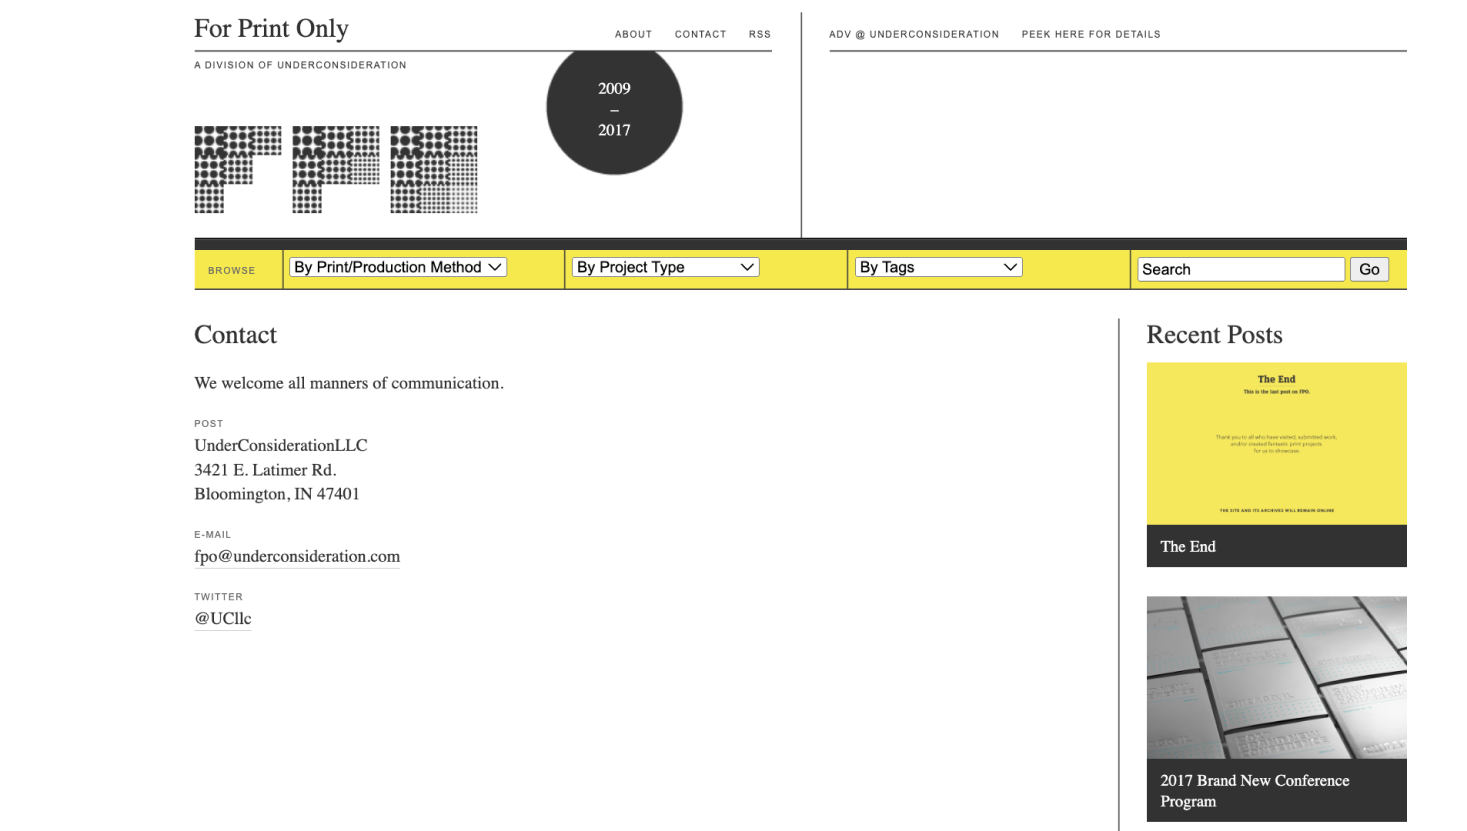 For Print Only
ABOUT
CONTACT
RSS
ADV @ UNDERCONSIDERATION
PEEK HERE FOR DETAILS
A DIVISION OF UNDERCONSIDERATION
2009
–
2017
FPO
BROWSE
By Print/Production Method
By Project Type
By Tags
Search
Go
Contact
We welcome all manners of communication.
POST
UnderConsiderationLLC
3421 E. Latimer Rd.
Bloomington, IN 47401
E-MAIL
fpo@underconsideration.com
TWITTER
@UCllc
Recent Posts
The End
This is the last post on FPO.
Thank you to all who have visited, submitted work,
and/or created fantastic print projects
for us to showcase.
THE SITE AND ITS ARCHIVES WILL REMAIN ONLINE
The End
2017 Brand New Conference
Program